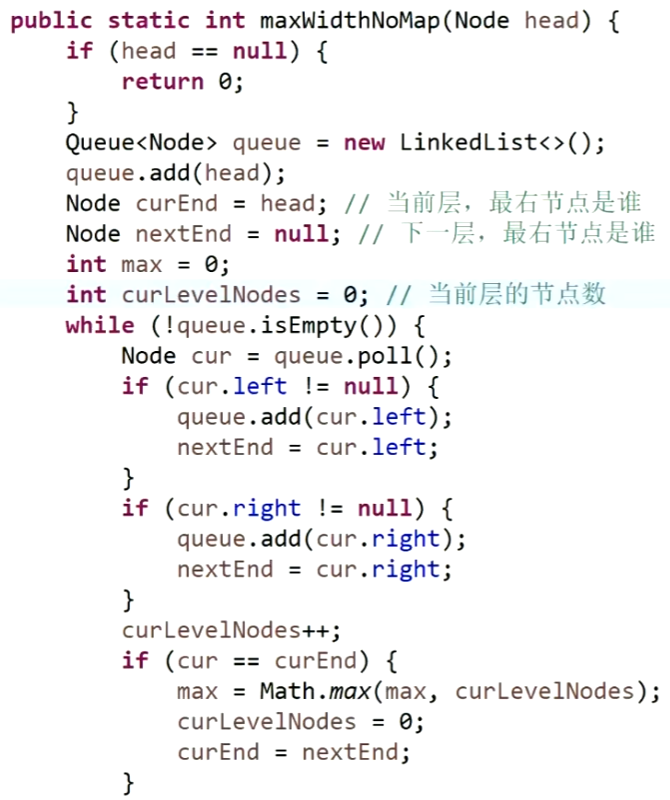 public static int maxWidthNoMap(Node head) {
    if (head == null) {
        return 0;
    }
    Queue<Node> queue = new LinkedList<>();
    queue.add(head);
    Node curEnd = head; // 当前层，最右节点是谁
    Node nextEnd = null; // 下一层，最右节点是谁
    int max = 0;
    int curLevelNodes = 0; // 当前层的节点数
    while (!queue.isEmpty()) {
        Node cur = queue.poll();
        if (cur.left != null) {
            queue.add(cur.left);
            nextEnd = cur.left;
        }
        if (cur.right != null) {
            queue.add(cur.right);
            nextEnd = cur.right;
        }
        curLevelNodes++;
        if (cur == curEnd) {
            max = Math.max(max, curLevelNodes);
            curLevelNodes = 0;
            curEnd = nextEnd;
        }